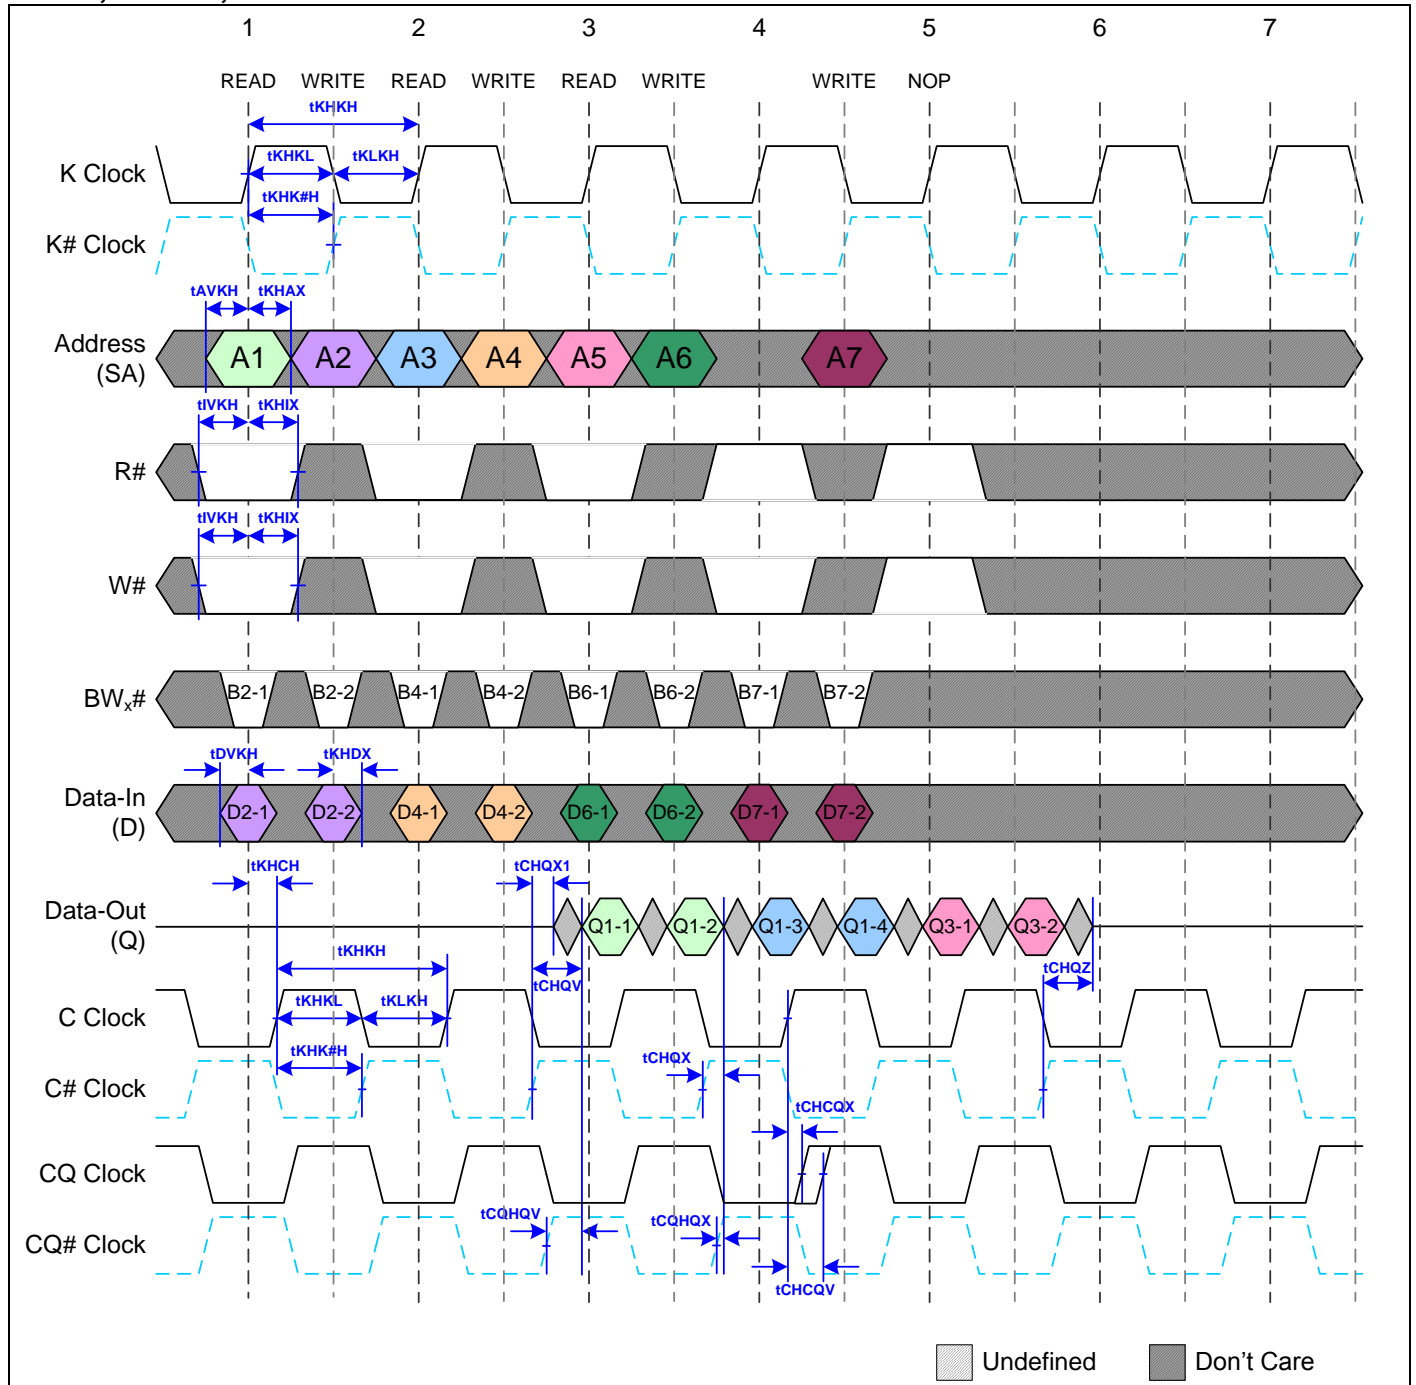 1 2 3 4 5 6 7
READ WRITE READ WRITE READ WRITE WRITE NOP
tKHKH
K Clock
tKHKL tKLKH
tKHK#H
K# Clock
tAVKH tKHAX
Address
(SA)
A1 A2 A3 A4 A5 A6 A7
tIVKH tKHIX
R#
tIVKH tKHIX
W#
BWx#
B2-1 B2-2 B4-1 B4-2 B6-1 B6-2 B7-1 B7-2
tDVKH tKHDX
Data-In
(D)
D2-1 D2-2 D4-1 D4-2 D6-1 D6-2 D7-1 D7-2
tKHCH tCHQX1
Data-Out
(Q)
Q1-1 Q1-2 Q1-3 Q1-4 Q3-1 Q3-2
tKHKH tCHQV tCHQZ
C Clock
tKHKL tKLKH
tKHK#H tCHQX
C# Clock
tCHCQX
CQ Clock
tCQHQV tCQHQX
CQ# Clock
tCHCQV
Undefined Don't Care